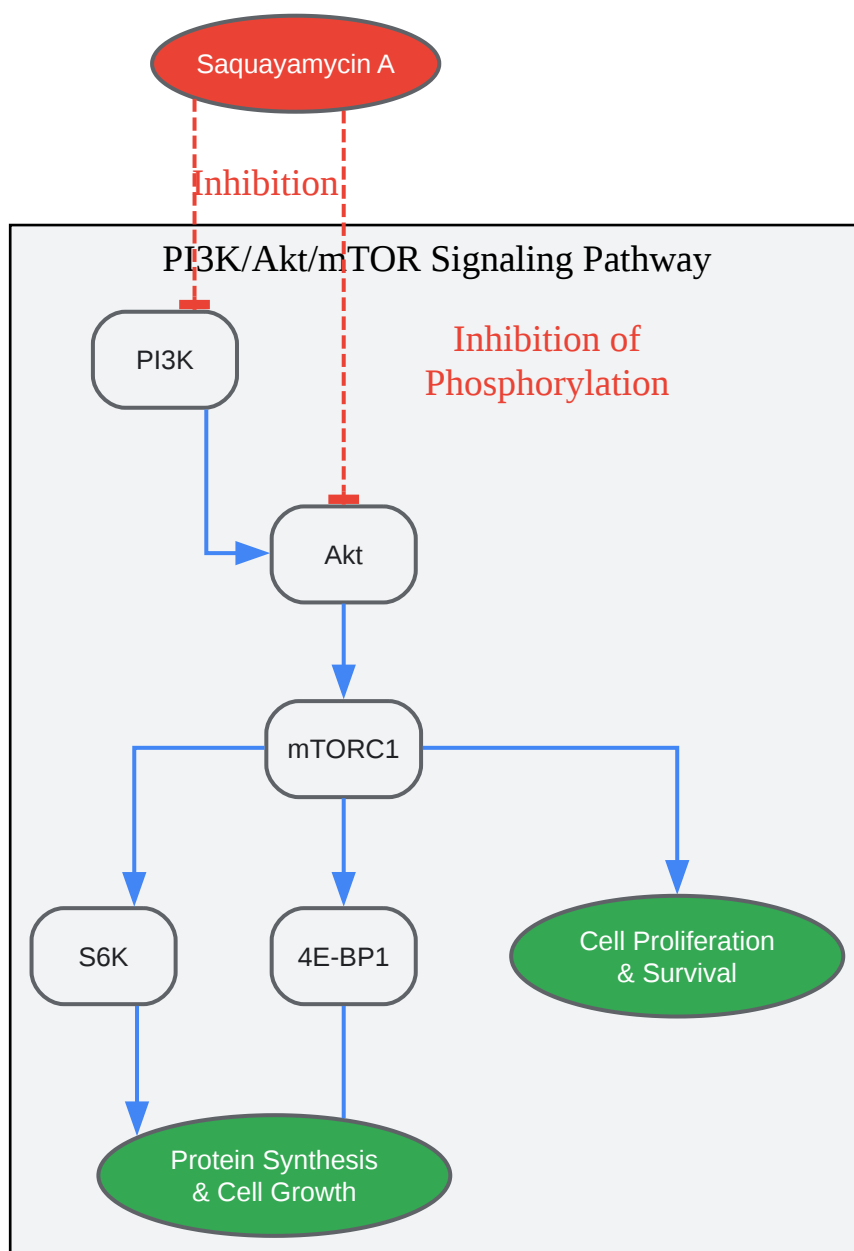 Saquayamycin A
Inhibition
PI3K/Akt/mTOR Signaling Pathway
Inhibition of
Phosphorylation
PI3K
Akt
mTORC1
S6K
4E-BP1
Cell Proliferation
& Survival
Protein Synthesis
& Cell Growth